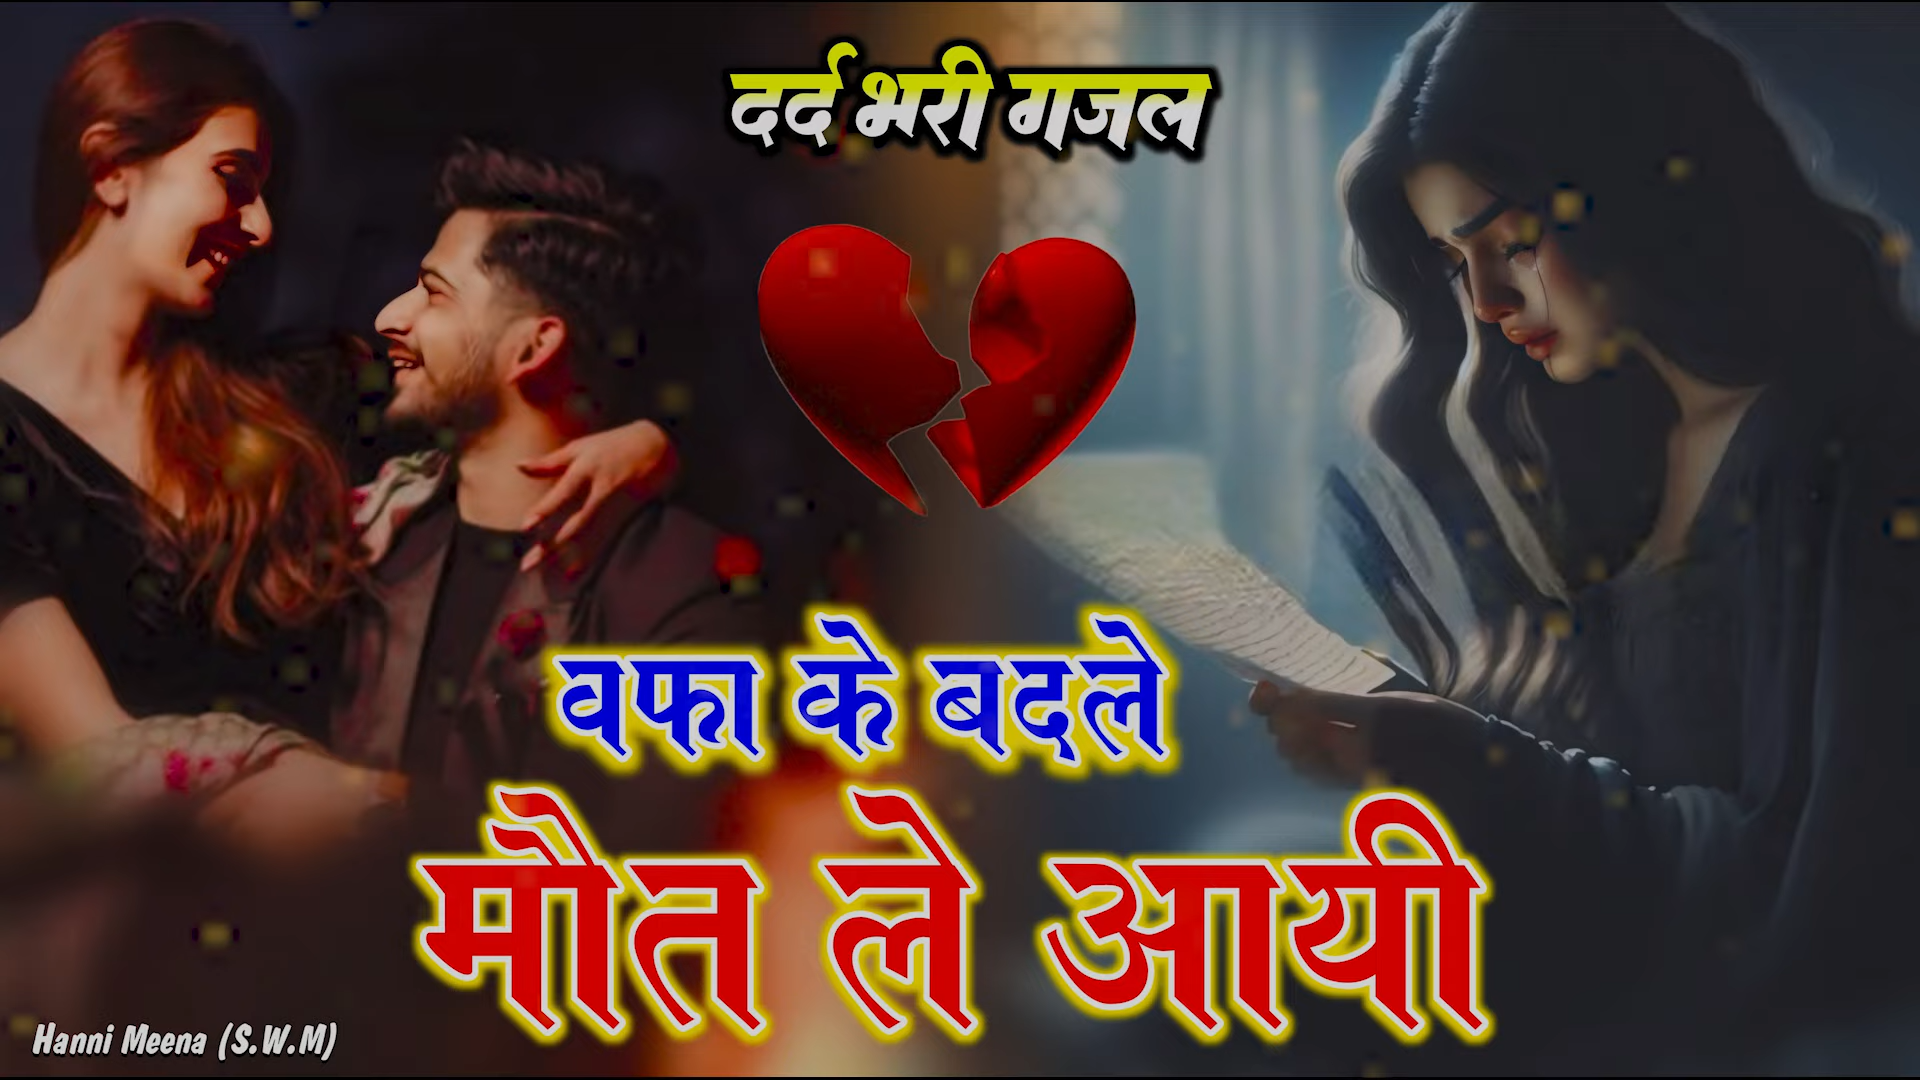 दर्द भरी गजल
वफा के बदले
मौत ले आयी
Hanni Meena (S.W.M)